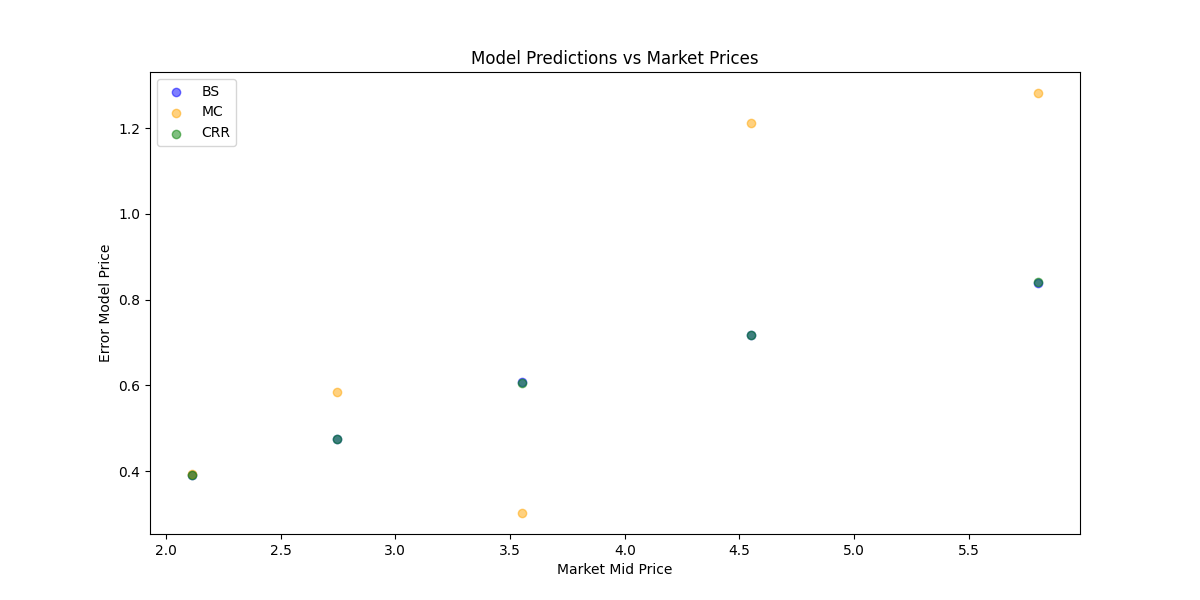 Model Predictions vs Market Prices
BS
MC
CRR
Error Model Price
1.2
1.0
0.8
0.6
0.4
2.0 2.5 3.0 3.5 4.0 4.5 5.0 5.5
Market Mid Price